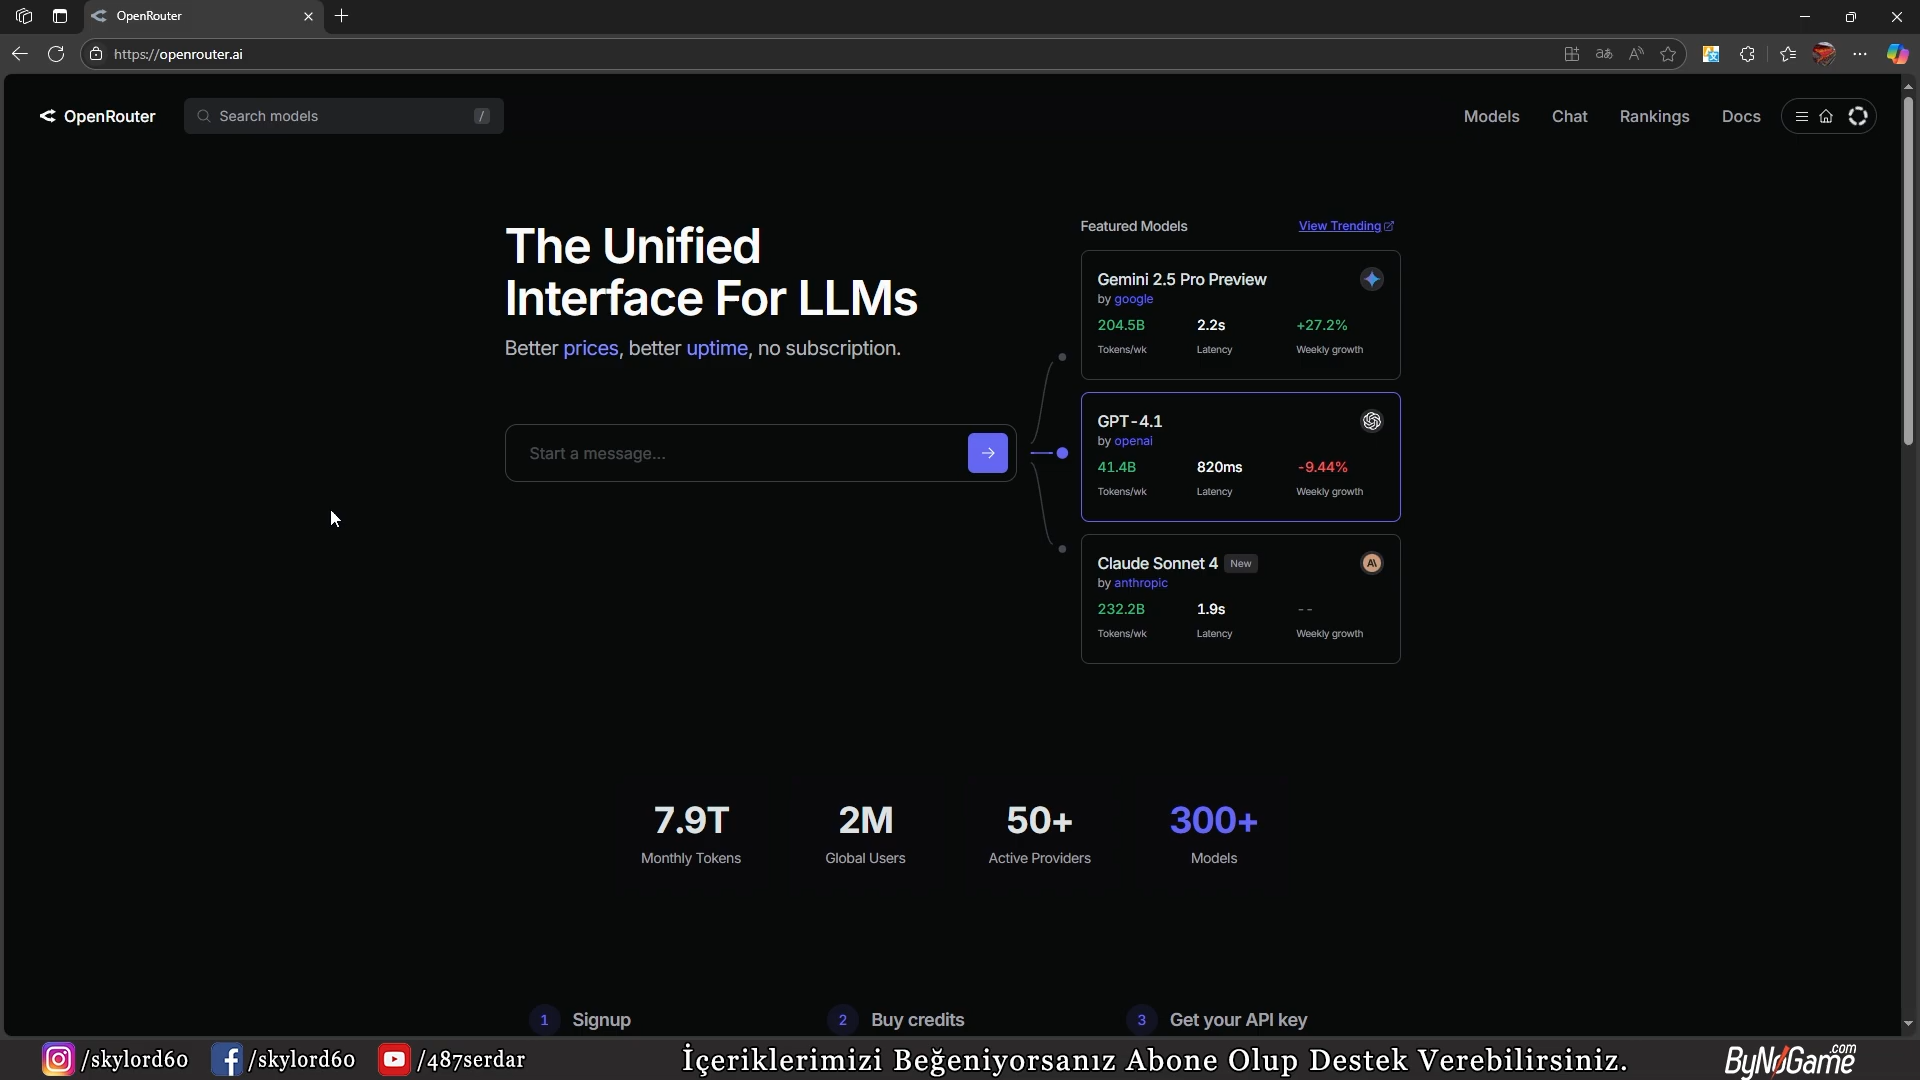 OpenRouter
https://openrouter.ai
OpenRouter
Search models
/
Models
Chat
Rankings
Docs
The Unified
Interface For LLMs
Better prices, better uptime, no subscription.
Start a message...
Featured Models
View Trending
Gemini 2.5 Pro Preview
by google
204.5B 2.2s +27.2%
Tokens/wk Latency Weekly growth
GPT-4.1
by openai
41.4B 820ms -9.44%
Tokens/wk Latency Weekly growth
Claude Sonnet 4 New
by anthropic
232.2B 1.9s --
Tokens/wk Latency Weekly growth
7.9T 2M 50+ 300+
Monthly Tokens Global Users Active Providers Models
1 Signup
2 Buy credits
3 Get your API key
/skylord60 /skylord60 /487serdar
İçeriklerimizi Beğeniyorsanız Abone Olup Destek Verebilirsiniz.
ByNoGame.com